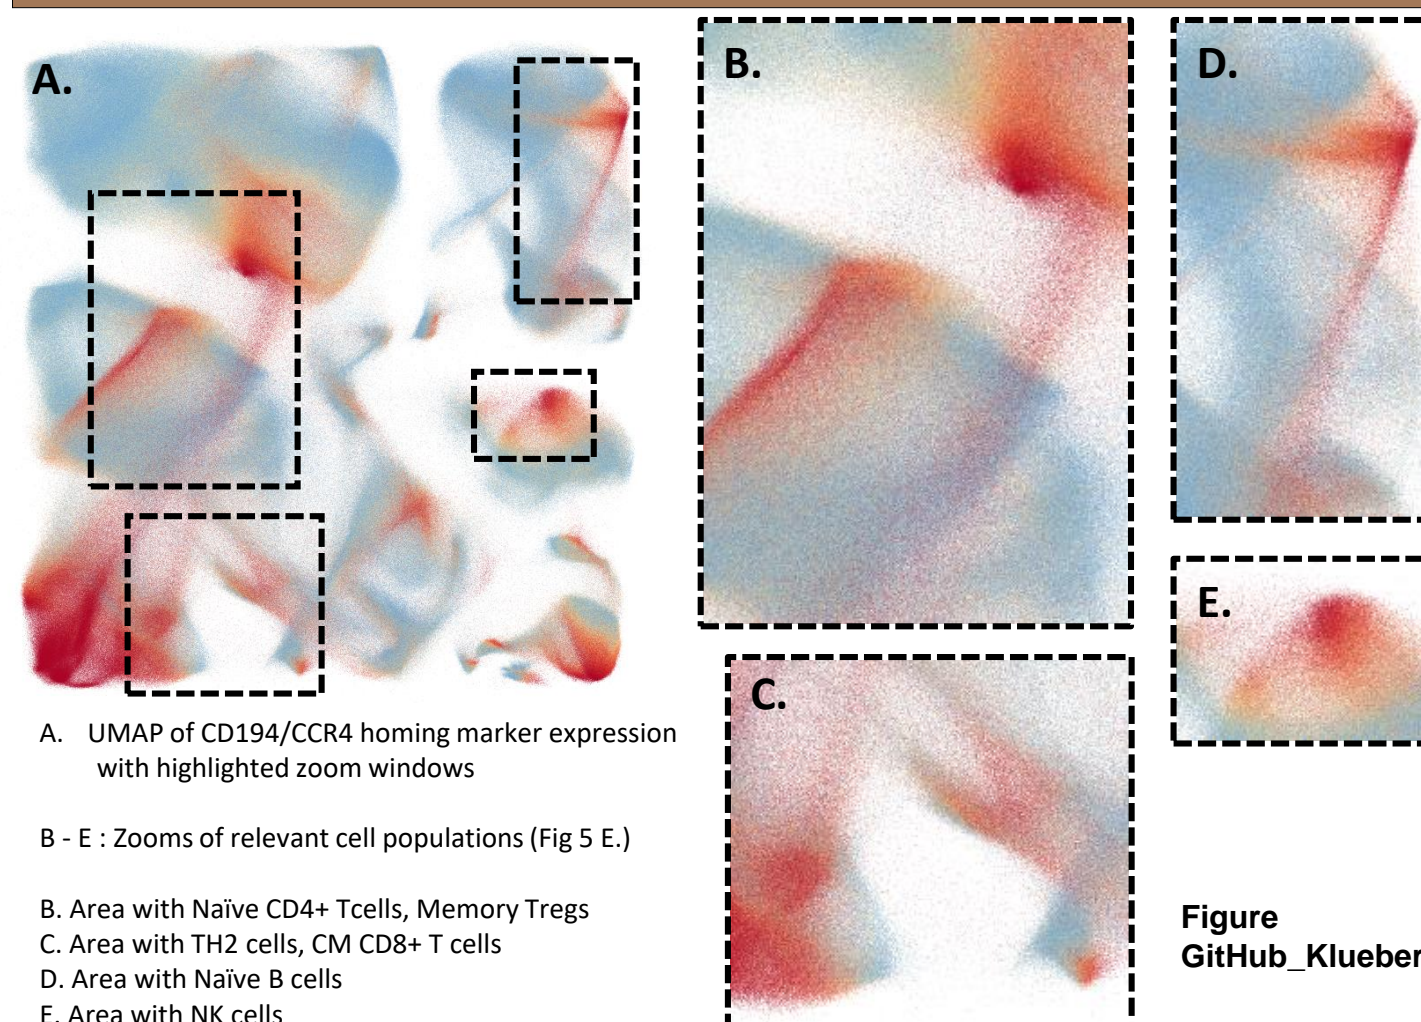 A.
B.
D.
E.
C.
A. UMAP of CD194/CCR4 homing marker expression
with highlighted zoom windows
B - E : Zooms of relevant cell populations (Fig 5 E.)
B. Area with Naïve CD4+ Tcells, Memory Tregs
C. Area with TH2 cells, CM CD8+ T cells
D. Area with Naïve B cells
E. Area with NK cells
Figure
GitHub_Klueber